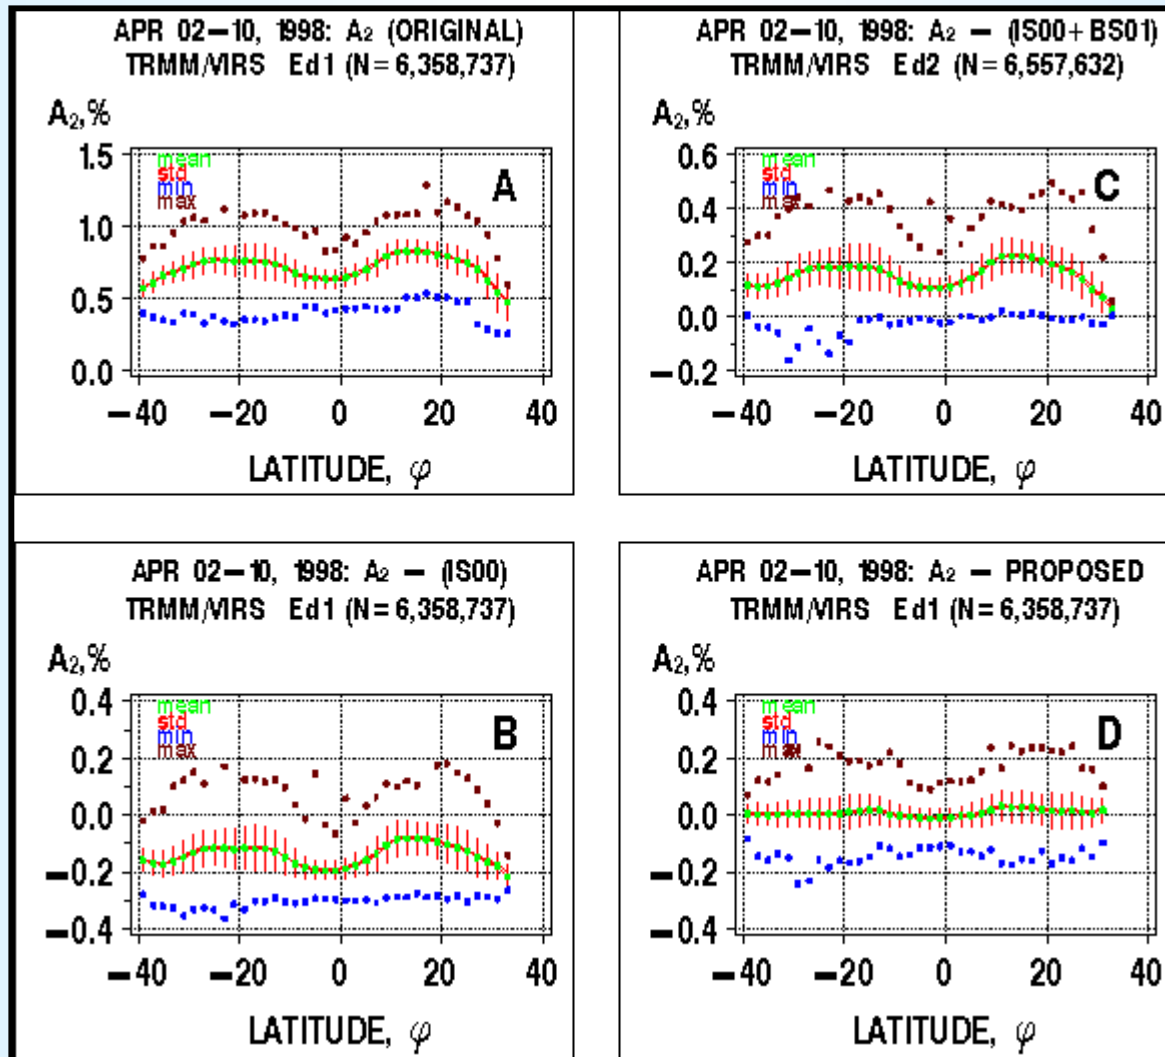 APR 02–10, 1998: A₂ (ORIGINAL)
TRMM/VIRS Ed1 (N=6,358,737)
A₂,%
1.5
1.0
0.5
0.0
mean
std
min
max
A
−40 −20 0 20 40
LATITUDE, φ
APR 02–10, 1998: A₂ – (IS00+BS01)
TRMM/VIRS Ed2 (N=6,557,632)
A₂,%
0.6
0.4
0.2
0.0
−0.2
mean
std
min
max
C
−40 −20 0 20 40
LATITUDE, φ
APR 02–10, 1998: A₂ – (IS00)
TRMM/VIRS Ed1 (N=6,358,737)
A₂,%
0.4
0.2
0.0
−0.2
−0.4
mean
std
min
max
B
−40 −20 0 20 40
LATITUDE, φ
APR 02–10, 1998: A₂ – PROPOSED
TRMM/VIRS Ed1 (N=6,358,737)
A₂,%
0.4
0.2
0.0
−0.2
−0.4
mean
std
min
max
D
−40 −20 0 20 40
LATITUDE, φ